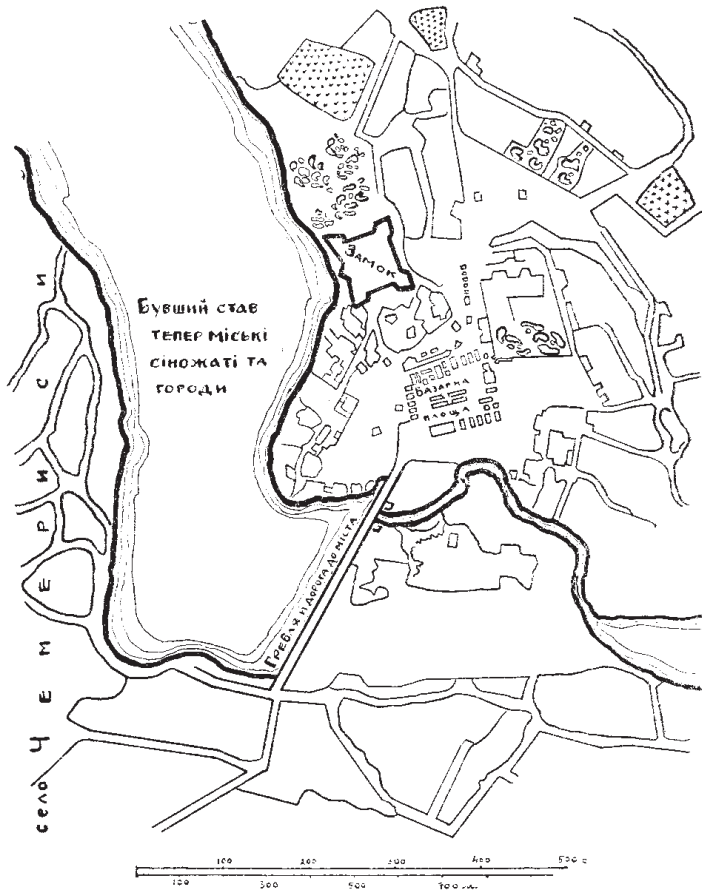 Замок
Бувший став
тепер міські
сіножаті та
городи
Базарна
площа
Гребля й дорога до міста
село Чемериси
100 200 300 400 500 с
100 300 500 700 м.